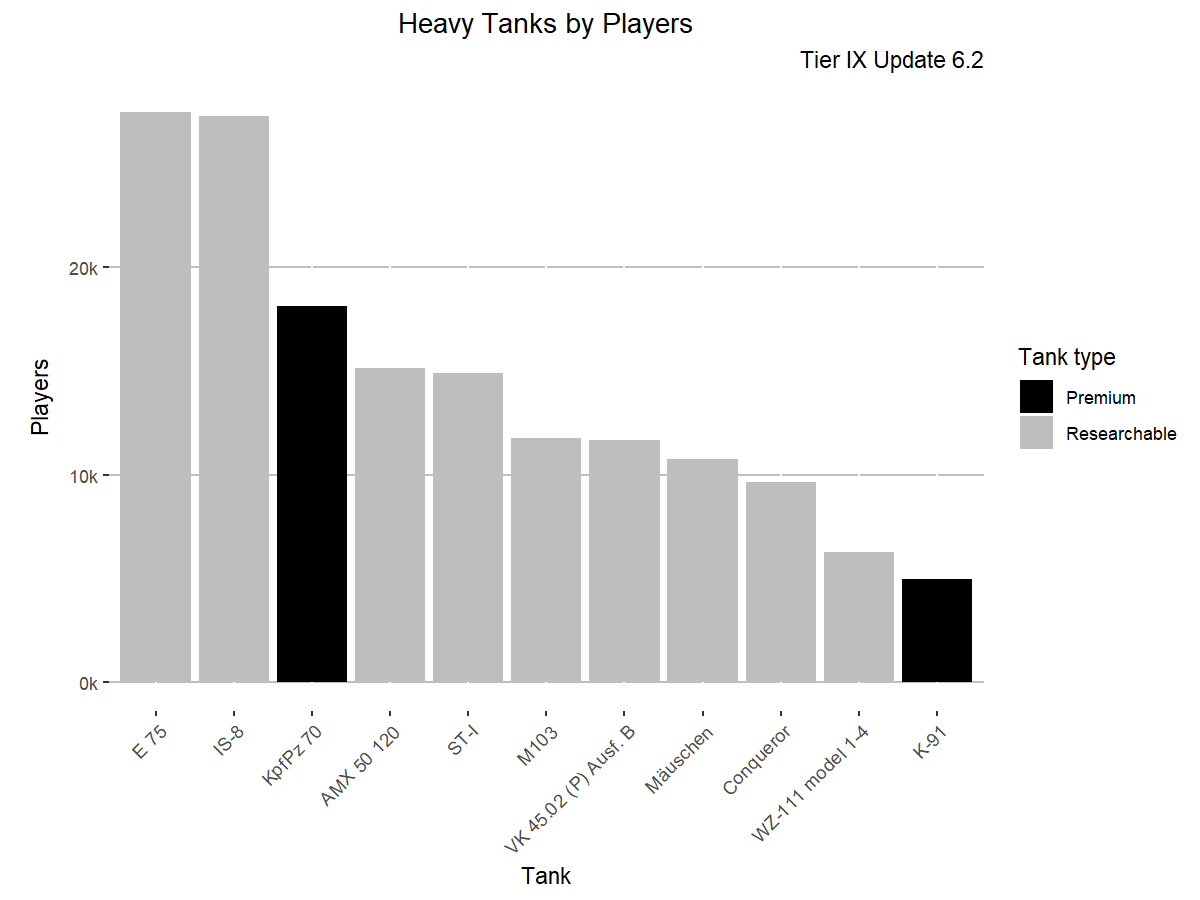 Heavy Tanks by Players
Tier IX Update 6.2
Players
20k
10k
0k
E 75
IS-8
KpfPz 70
AMX 50 120
ST-I
M103
VK 45.02 (P) Ausf. B
Mäuschen
Conqueror
WZ-111 model 1-4
K-91
Tank
Tank type
Premium
Researchable